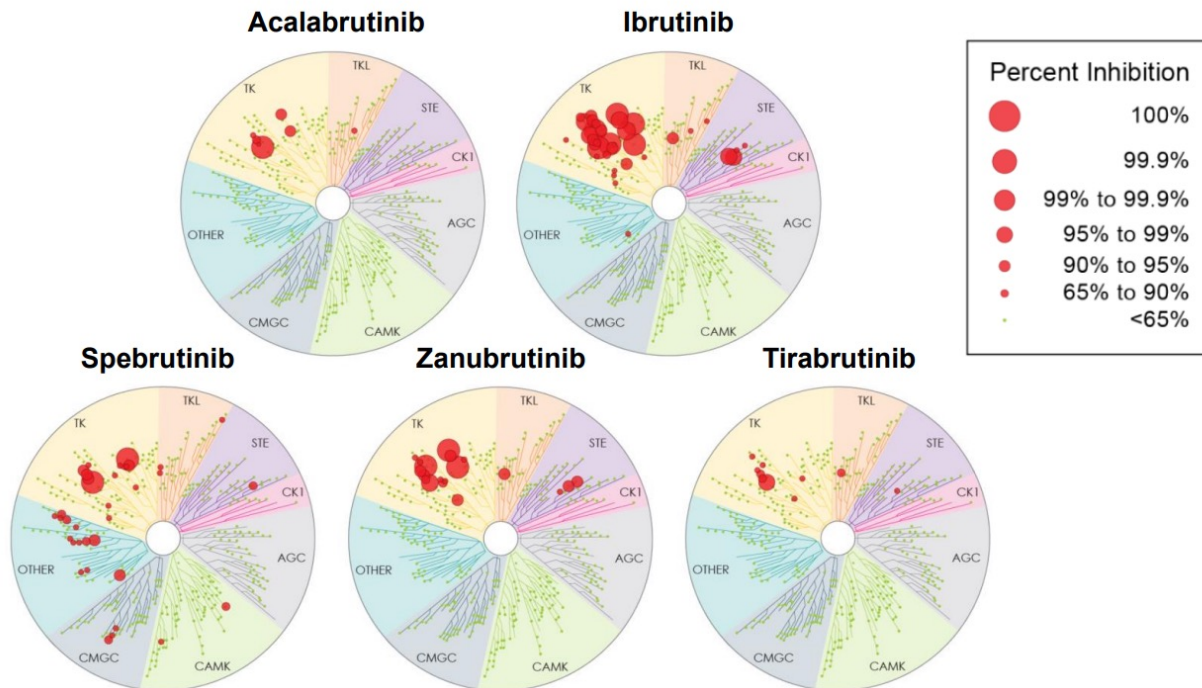 Acalabrutinib
TK
TKL
STE
CK1
AGC
CAMK
CMGC
OTHER
Ibrutinib
TK
TKL
STE
CK1
AGC
CAMK
CMGC
OTHER
Percent Inhibition
100%
99.9%
99% to 99.9%
95% to 99%
90% to 95%
65% to 90%
<65%
Spebrutinib
TK
TKL
STE
CK1
AGC
CAMK
CMGC
OTHER
Zanubrutinib
TK
TKL
STE
CK1
AGC
CAMK
CMGC
OTHER
Tirabrutinib
TK
TKL
STE
CK1
AGC
CAMK
CMGC
OTHER